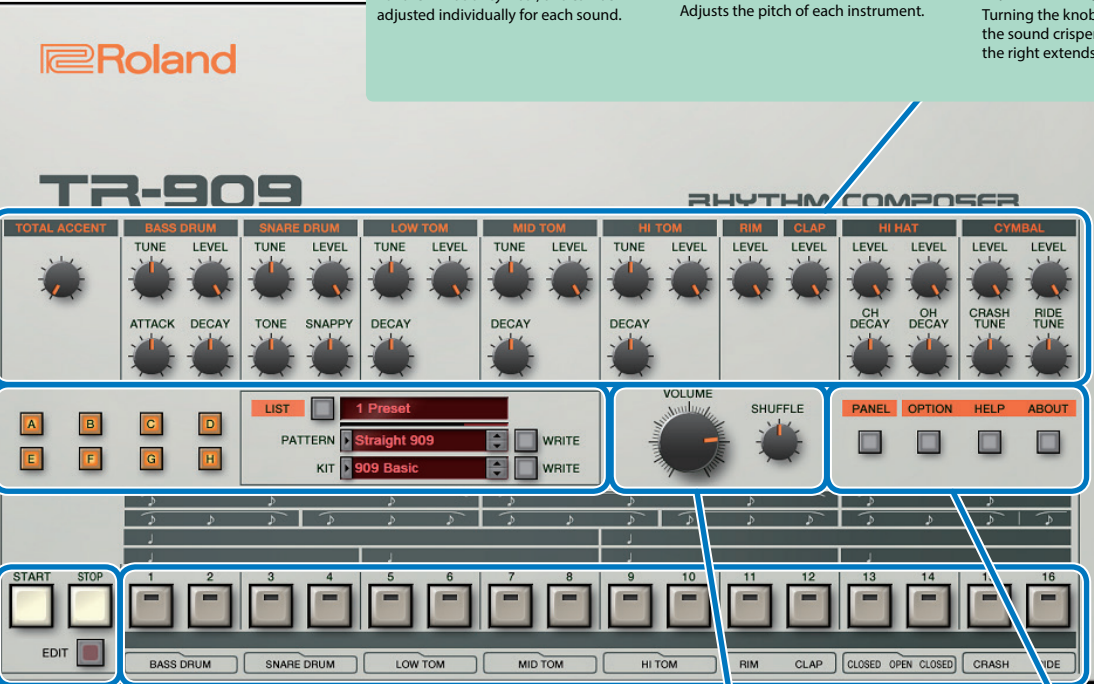 adjusted individually for each sound.
Adjusts the pitch of each instrument.
Turning the knob
the sound crisper
the right extends
Roland
TR-909
RHYTHM COMPOSER
TOTAL ACCENT BASS DRUM SNARE DRUM LOW TOM MID TOM HI TOM RIM CLAP HI HAT CYMBAL
TUNE LEVEL TUNE LEVEL TUNE LEVEL TUNE LEVEL TUNE LEVEL LEVEL LEVEL LEVEL LEVEL LEVEL LEVEL
ATTACK DECAY TONE SNAPPY DECAY DECAY DECAY CH DECAY OH DECAY CRASH TUNE RIDE TUNE
A B C D
E F G H
LIST 1 Preset
PATTERN Straight 909 WRITE
KIT 909 Basic WRITE
VOLUME
SHUFFLE
PANEL OPTION HELP ABOUT
START STOP
1 2 3 4 5 6 7 8 9 10 11 12 13 14 15 16
EDIT
BASS DRUM SNARE DRUM LOW TOM MID TOM HI TOM RIM CLAP CLOSED OPEN CLOSED CRASH RIDE